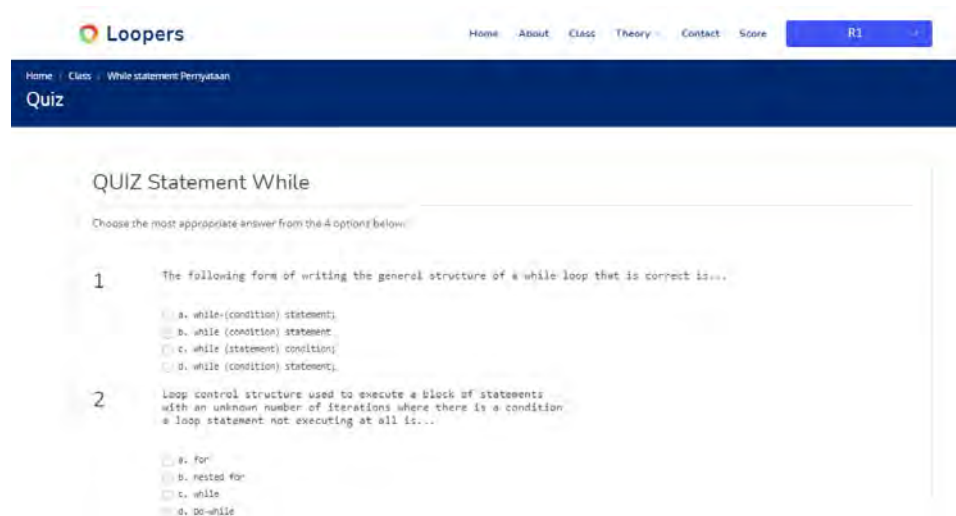 Loopers
Home About Class Theory Contact Score R1
Home / Class / While statement Pernyataan
Quiz
QUIZ Statement While
Choose the most appropriate answer from the 4 options below:
1 The following form of writing the general structure of a while loop that is correct is...
a. while-(condition) statement;
b. while (condition) statement
c. while (statement) condition;
d. while (condition) statement;
2 Loop control structure used to execute a block of statements
with an unknown number of iterations where there is a condition
a loop statement not executing at all is...
a. for
b. nested for
c. while
d. Do-while